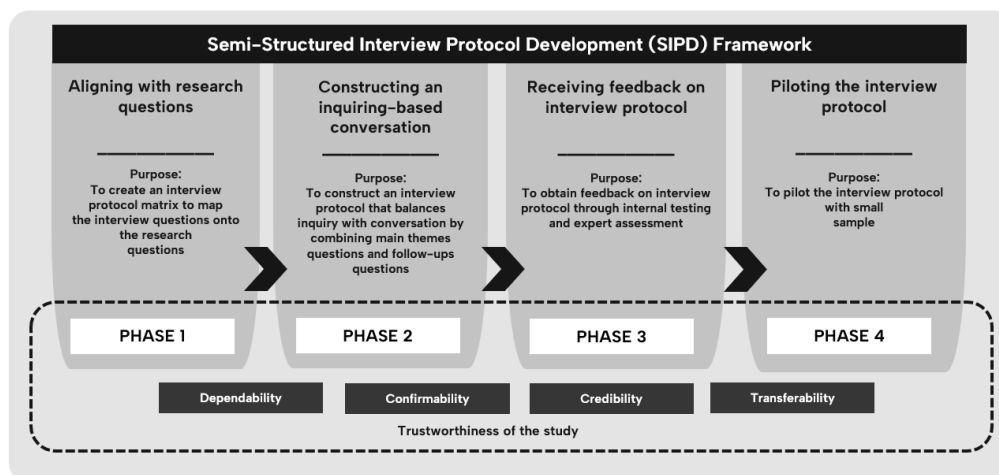 Semi-Structured Interview Protocol Development (SIPD) Framework
Aligning with research
questions
Purpose:
To create an interview
protocol matrix to map
the interview questions onto
the research
questions
PHASE 1
Constructing an
inquiring-based
conversation
Purpose:
To construct an interview
protocol that balances
inquiry with conversation by
combining main themes
questions and follow-ups
questions
PHASE 2
Receiving feedback on
interview protocol
Purpose:
To obtain feedback on interview
protocol through internal testing
and expert assessment
PHASE 3
Piloting the interview
protocol
Purpose:
To pilot the interview protocol
with small
sample
PHASE 4
Dependability
Confirmability
Credibility
Transferability
Trustworthiness of the study